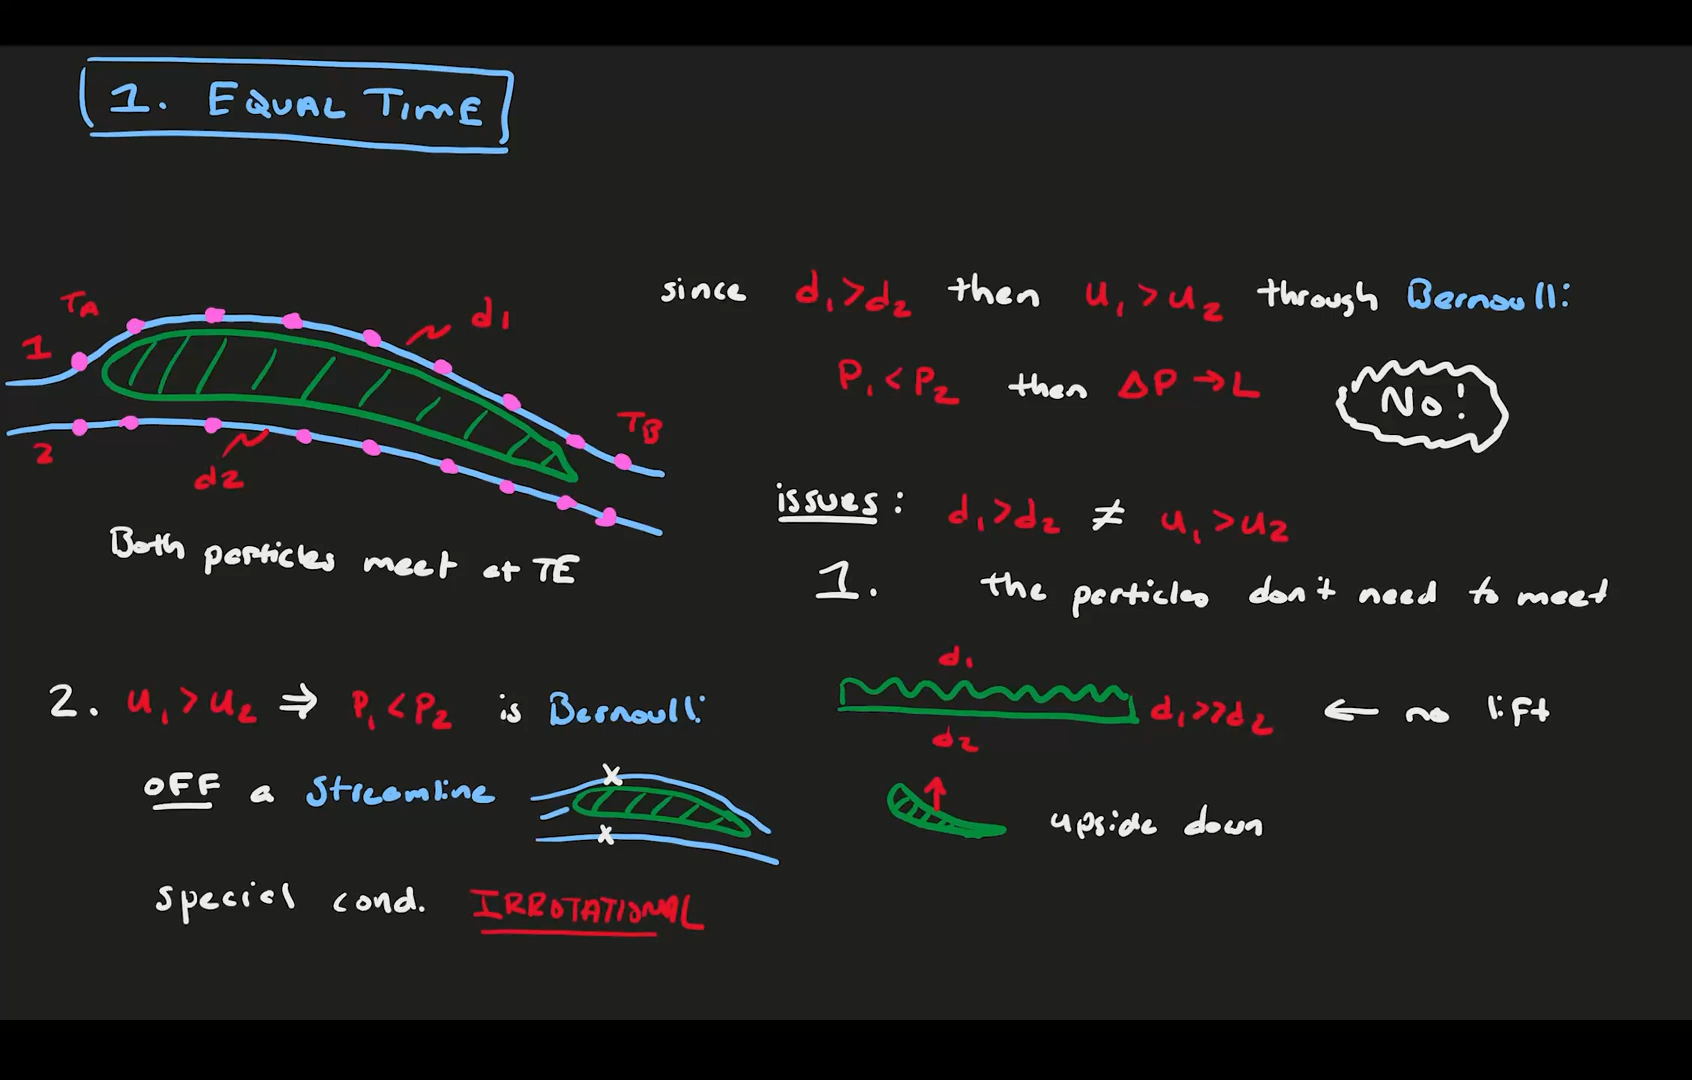 1. EQUAL TIME
TA
1
d1
TB
2
d2
Both particles meet at TE
since d1>d2 then u1>u2 through Bernoulli
P1<P2 then ΔP→L No!
issues: d1>d2 ≠ u1>u2
1. the particles don't need to meet
d1
d1>>d2 ← no lift
d2
upside down
2. u1>u2 ⇒ P1<P2 is Bernoulli
OFF a Streamline
x
x
special cond. IRROTATIONAL